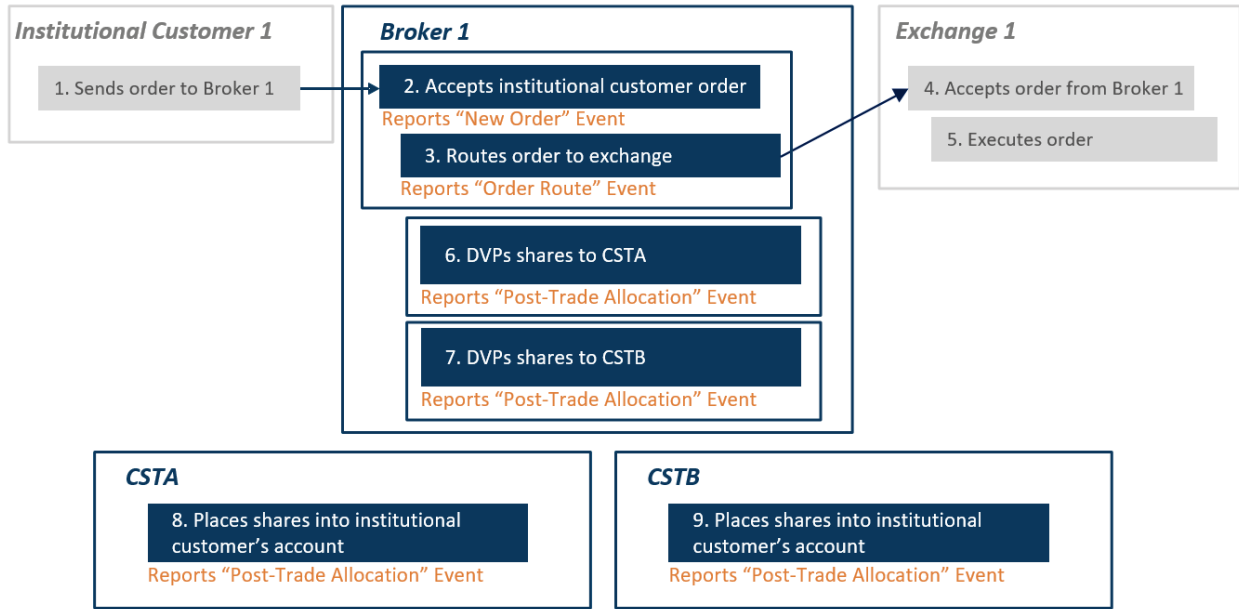 Institutional Customer 1
1. Sends order to Broker 1
Broker 1
2. Accepts institutional customer order
Reports “New Order” Event
3. Routes order to exchange
Reports “Order Route” Event
Exchange 1
4. Accepts order from Broker 1
5. Executes order
6. DVPs shares to CSTA
Reports “Post-Trade Allocation” Event
7. DVPs shares to CSTB
Reports “Post-Trade Allocation” Event
CSTA
8. Places shares into institutional
customer’s account
Reports “Post-Trade Allocation” Event
CSTB
9. Places shares into institutional
customer’s account
Reports “Post-Trade Allocation” Event